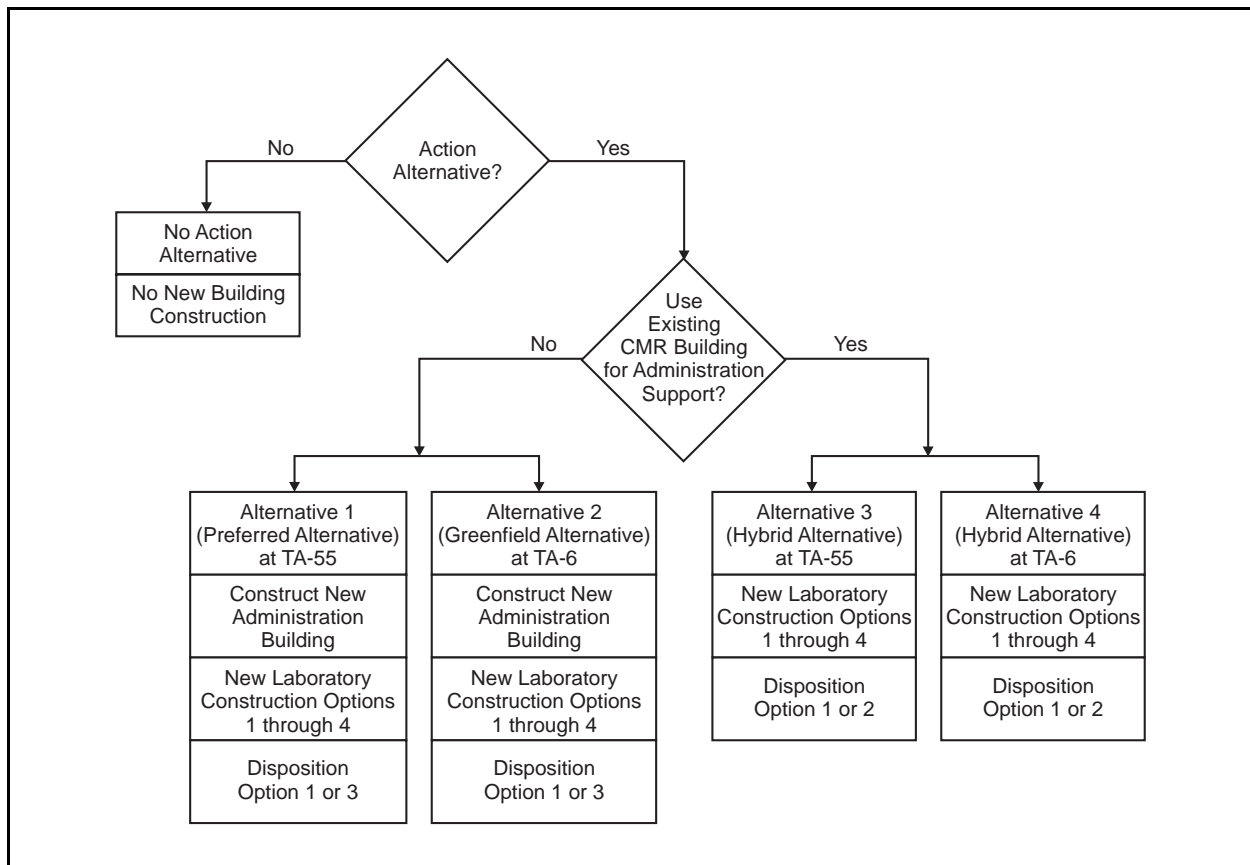 Action
Alternative?
No
Yes
No Action
Alternative
No New Building
Construction
Use
Existing
CMR Building
for Administration
Support?
No
Yes
Alternative 1
(Preferred Alternative)
at TA-55
Construct New
Administration
Building
New Laboratory
Construction Options
1 through 4
Disposition
Option 1 or 3
Alternative 2
(Greenfield Alternative)
at TA-6
Construct New
Administration
Building
New Laboratory
Construction Options
1 through 4
Disposition
Option 1 or 3
Alternative 3
(Hybrid Alternative)
at TA-55
New Laboratory
Construction Options
1 through 4
Disposition
Option 1 or 2
Alternative 4
(Hybrid Alternative)
at TA-6
New Laboratory
Construction Options
1 through 4
Disposition
Option 1 or 2